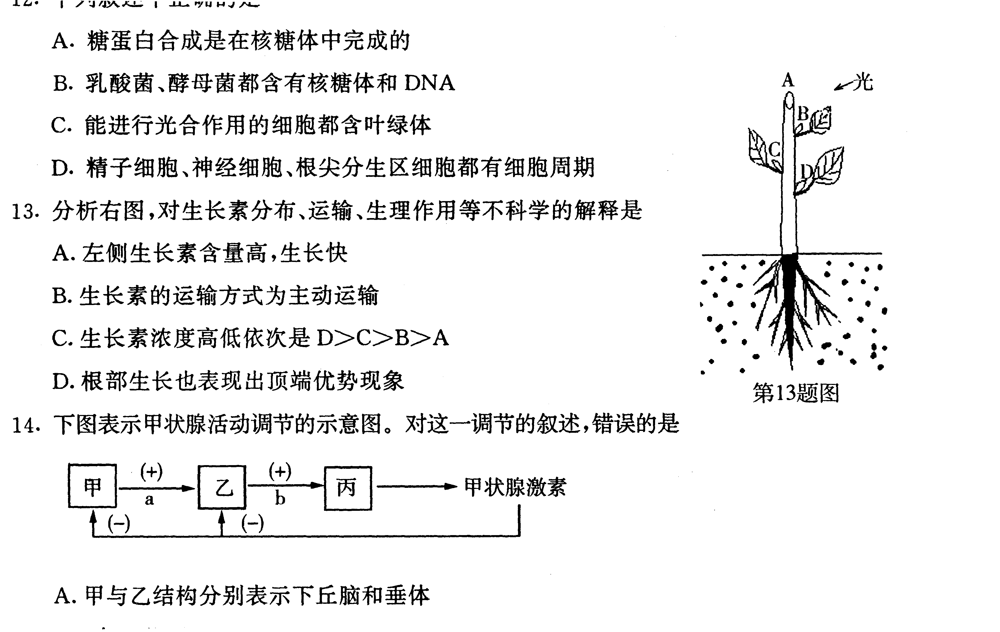 12. 下列叙述中正确的是
A. 糖蛋白合成是在核糖体中完成的
B. 乳酸菌、酵母菌都含有核糖体和 DNA
C. 能进行光合作用的细胞都含叶绿体
D. 精子细胞、神经细胞、根尖分生区细胞都有细胞周期
13. 分析右图,对生长素分布、运输、生理作用等不科学的解释是
A. 左侧生长素含量高,生长快
B. 生长素的运输方式为主动运输
C. 生长素浓度高低依次是 D>C>B>A
D. 根部生长也表现出顶端优势现象
A
光
B
C
D
第13题图
14. 下图表示甲状腺活动调节的示意图。对这一调节的叙述,错误的是
甲 (+) a 乙 (+) b 丙 甲状腺激素
(-) (-)
A. 甲与乙结构分别表示下丘脑和垂体